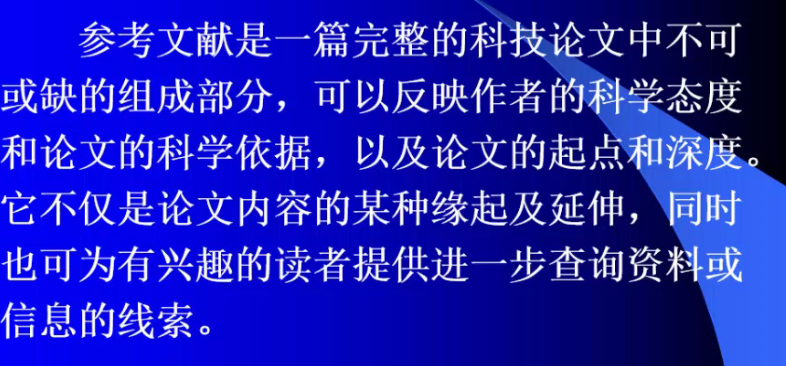 参考文献是一篇完整的科技论文中不可
或缺的组成部分，可以反映作者的科学态度
和论文的科学依据，以及论文的起点和深度。
它不仅是论文内容的某种缘起及延伸，同时
也可为有兴趣的读者提供进一步查询资料或
信息的线索。